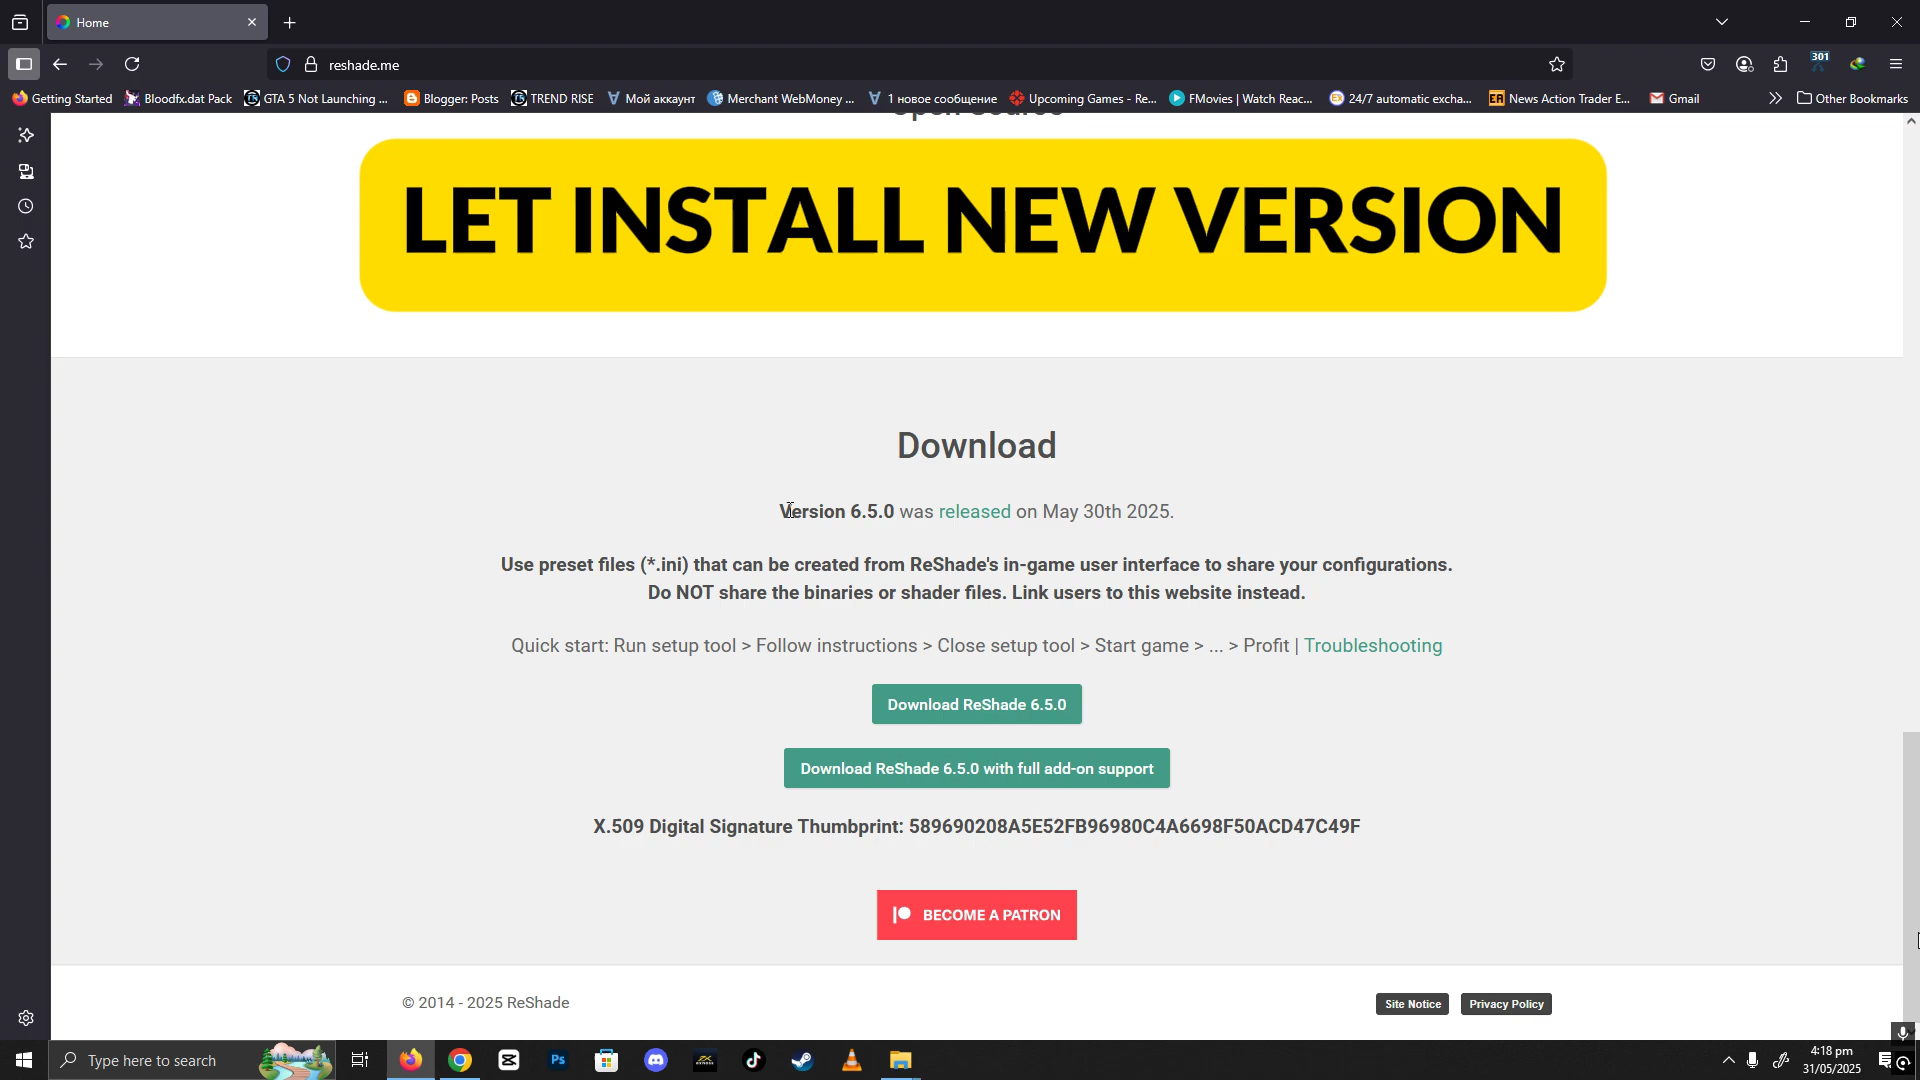 Home
reshade.me
301
Getting Started
Bloodfx.dat Pack
GTA 5 Not Launching ...
Blogger: Posts
TREND RISE
Мой аккаунт
Merchant WebMoney ...
1 новое сообщение
Upcoming Games - Re...
FMovies | Watch Reac...
24/7 automatic excha...
News Action Trader E...
Gmail
Other Bookmarks
Open Source
LET INSTALL NEW VERSION
Download
Version 6.5.0 was released on May 30th 2025.
Use preset files (*.ini) that can be created from ReShade's in-game user interface to share your configurations.
Do NOT share the binaries or shader files. Link users to this website instead.
Quick start: Run setup tool > Follow instructions > Close setup tool > Start game > ... > Profit | Troubleshooting
Download ReShade 6.5.0
Download ReShade 6.5.0 with full add-on support
X.509 Digital Signature Thumbprint: 589690208A5E52FB96980C4A6698F50ACD47C49F
BECOME A PATRON
© 2014 - 2025 ReShade
Site Notice
Privacy Policy
Type here to search
Ps
4:18 pm
31/05/2025